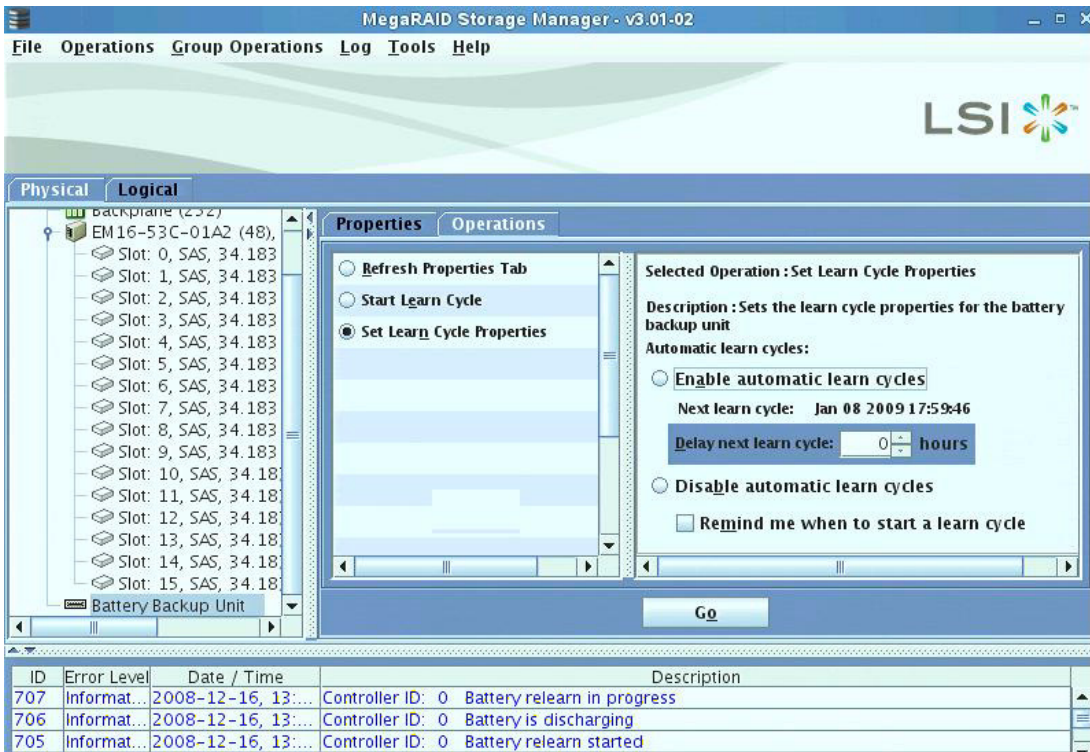 MegaRAID Storage Manager - v3.01-02
File Operations Group Operations Log Tools Help
LSI™
Physical Logical
Backplane (252)
EM16-53C-01A2 (48),
Slot: 0, SAS, 34.183
Slot: 1, SAS, 34.183
Slot: 2, SAS, 34.183
Slot: 3, SAS, 34.183
Slot: 4, SAS, 34.183
Slot: 5, SAS, 34.183
Slot: 6, SAS, 34.183
Slot: 7, SAS, 34.183
Slot: 8, SAS, 34.183
Slot: 9, SAS, 34.183
Slot: 10, SAS, 34.18
Slot: 11, SAS, 34.18
Slot: 12, SAS, 34.18
Slot: 13, SAS, 34.18
Slot: 14, SAS, 34.18
Slot: 15, SAS, 34.18
Battery Backup Unit
Properties Operations
Refresh Properties Tab
Start Learn Cycle
Set Learn Cycle Properties
Selected Operation : Set Learn Cycle Properties
Description : Sets the learn cycle properties for the battery
backup unit
Automatic learn cycles:
Enable automatic learn cycles
Next learn cycle: Jan 08 2009 17:59:46
Delay next learn cycle: 0 hours
Disable automatic learn cycles
Remind me when to start a learn cycle
Go
ID Error Level Date / Time Description
707 Informat... 2008-12-16, 13:... Controller ID: 0 Battery relearn in progress
706 Informat... 2008-12-16, 13:... Controller ID: 0 Battery is discharging
705 Informat... 2008-12-16, 13:... Controller ID: 0 Battery relearn started